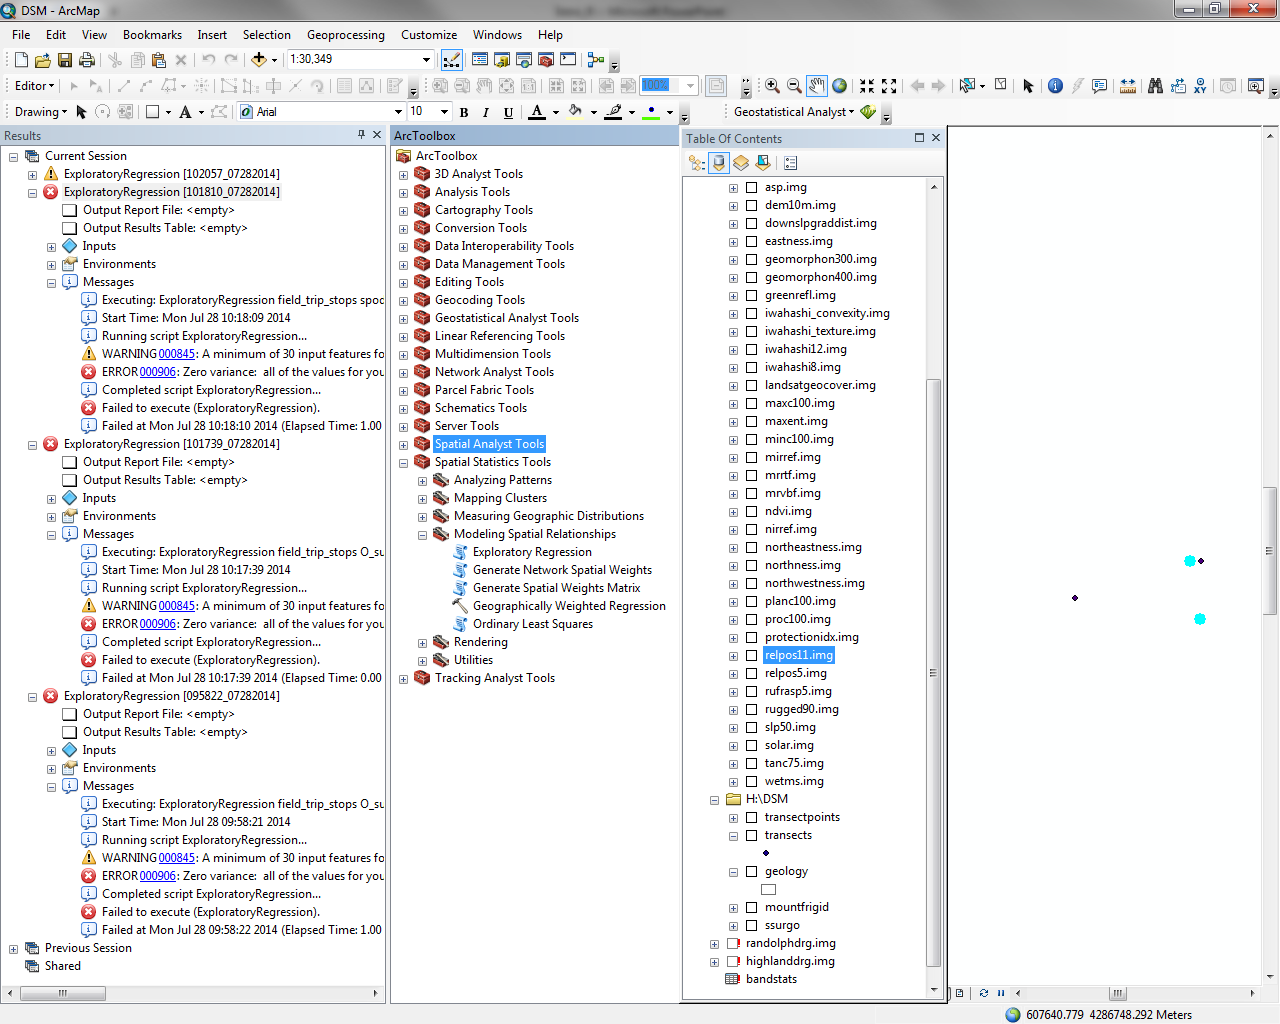 DSM - ArcMap
File Edit View Bookmarks Insert Selection Geoprocessing Customize Windows Help
1:30,349
Editor
100%
Drawing
Arial
10
B I U A
Geostatistical Analyst
Results
Current Session
ExploratoryRegression [102057_07282014]
ExploratoryRegression [101810_07282014]
Output Report File: <empty>
Output Results Table: <empty>
Inputs
Environments
Messages
Executing: ExploratoryRegression field_trip_stops spoc
Start Time: Mon Jul 28 10:18:09 2014
Running script ExploratoryRegression...
WARNING 000845: A minimum of 30 input features fo
ERROR 000906: Zero variance:  all of the values for you
Completed script ExploratoryRegression...
Failed to execute (ExploratoryRegression).
Failed at Mon Jul 28 10:18:10 2014 (Elapsed Time: 1.00
ExploratoryRegression [101739_07282014]
Output Report File: <empty>
Output Results Table: <empty>
Inputs
Environments
Messages
Executing: ExploratoryRegression field_trip_stops O_su
Start Time: Mon Jul 28 10:17:39 2014
Running script ExploratoryRegression...
WARNING 000845: A minimum of 30 input features fo
ERROR 000906: Zero variance:  all of the values for you
Completed script ExploratoryRegression...
Failed to execute (ExploratoryRegression).
Failed at Mon Jul 28 10:17:39 2014 (Elapsed Time: 0.00
ExploratoryRegression [095822_07282014]
Output Report File: <empty>
Output Results Table: <empty>
Inputs
Environments
Messages
Executing: ExploratoryRegression field_trip_stops O_su
Start Time: Mon Jul 28 09:58:21 2014
Running script ExploratoryRegression...
WARNING 000845: A minimum of 30 input features fo
ERROR 000906: Zero variance:  all of the values for you
Completed script ExploratoryRegression...
Failed to execute (ExploratoryRegression).
Failed at Mon Jul 28 09:58:22 2014 (Elapsed Time: 1.00
Previous Session
Shared
ArcToolbox
ArcToolbox
3D Analyst Tools
Analysis Tools
Cartography Tools
Conversion Tools
Data Interoperability Tools
Data Management Tools
Editing Tools
Geocoding Tools
Geostatistical Analyst Tools
Linear Referencing Tools
Multidimension Tools
Network Analyst Tools
Parcel Fabric Tools
Schematics Tools
Server Tools
Spatial Analyst Tools
Spatial Statistics Tools
Analyzing Patterns
Mapping Clusters
Measuring Geographic Distributions
Modeling Spatial Relationships
Exploratory Regression
Generate Network Spatial Weights
Generate Spatial Weights Matrix
Geographically Weighted Regression
Ordinary Least Squares
Rendering
Utilities
Tracking Analyst Tools
Table Of Contents
asp.img
dem10m.img
downslpgraddist.img
eastness.img
geomorphon300.img
geomorphon400.img
greenrefl.img
iwahashi_convexity.img
iwahashi_texture.img
iwahashi12.img
iwahashi8.img
landsatgeocover.img
maxc100.img
maxent.img
minc100.img
mirref.img
mrrtf.img
mrvbf.img
ndvi.img
nirref.img
northeastness.img
northness.img
northwestness.img
planc100.img
proc100.img
protectionidx.img
relpos11.img
relpos5.img
rufrasp5.img
rugged90.img
slp50.img
solar.img
tanc75.img
wetms.img
H:\DSM
transectpoints
transects
geology
mountfrigid
ssurgo
randolphdrg.img
highlanddrg.img
bandstats
607640.779  4286748.292 Meters